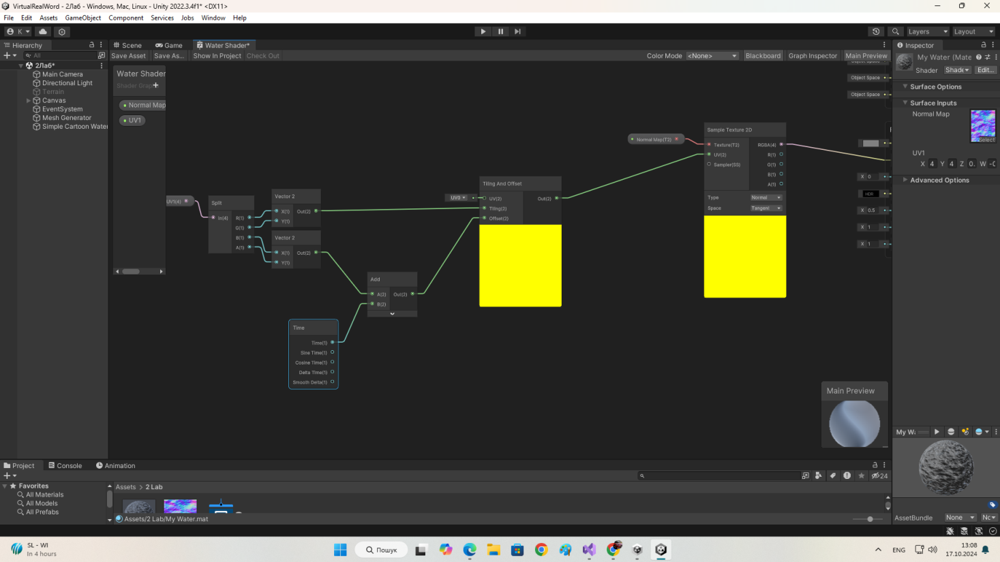 VirtualRealWord - 2Лаб - Windows, Mac, Linux - Unity 2022.3.4f1* <DX11>
File Edit Assets GameObject Component Services Jobs Window Help
K
Layers Layout
Hierarchy
All
2Лаб*
Main Camera
Directional Light
Terrain
Canvas
EventSystem
Mesh Generator
Simple Cartoon Water
Scene Game Water Shader*
Save Asset Save As... Show In Project Check Out
Color Mode <None> Blackboard Graph Inspector Main Preview
Water Shader
Shader Grap
Normal Map
UV1
UV1(4)
Split
In(4) R(1)
G(1)
B(1)
A(1)
Vector 2
X(1) Out(2)
Y(1)
Vector 2
X(1) Out(2)
Y(1)
Add
A(2) Out(2)
B(2)
Time
Time(1)
Sine Time(1)
Cosine Time(1)
Delta Time(1)
Smooth Delta(1)
Tiling And Offset
UV0 UV(2) Out(2)
Tiling(2)
Offset(2)
Normal Map(T2)
Sample Texture 2D
Texture(T2) RGBA(4)
UV(2) R(1)
Sampler(SS) G(1)
B(1)
A(1)
Type Normal
Space Tangent
Object Space
Object Space
Object Space
X 0
HDR
X 0.5
X 1
X 1
Main Preview
Inspector
My Water (Mate
Shader Shade Edit...
Surface Options
Surface Inputs
Normal Map
Select
UV1
X 4 Y 4 Z 0. W -0
Advanced Options
My Wa
AssetBundle None Nc
Project Console Animation
24
Favorites
All Materials
All Models
All Prefabs
Assets > 2 Lab
Assets/2 Lab/My Water.mat
SL - WI
In 4 hours
Пошук
ENG
13:08
17.10.2024